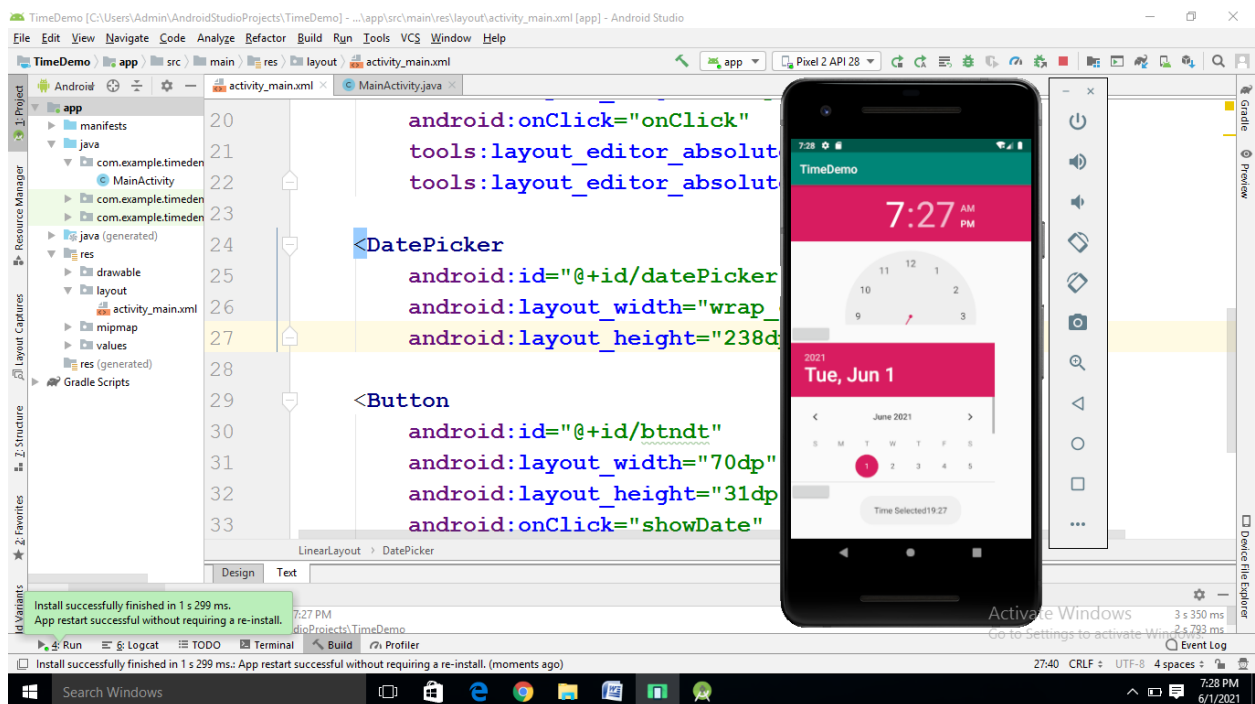 TimeDemo [C:\Users\Admin\AndroidStudioProjects\TimeDemo] - ...\app\src\main\res\layout\activity_main.xml [app] - Android Studio
File Edit View Navigate Code Analyze Refactor Build Run Tools VCS Window Help
TimeDemo app src main res layout activity_main.xml
app Pixel 2 API 28
1: Project
Resource Manager
Layout Captures
Z: Structure
2: Favorites
Android
app
manifests
java
com.example.timeden
MainActivity
com.example.timeden
com.example.timeden
java (generated)
res
drawable
layout
activity_main.xml
mipmap
values
res (generated)
Gradle Scripts
activity_main.xml MainActivity.java
20 android:onClick="onClick"
21 tools:layout_editor_absolut
22 tools:layout_editor_absolut
23
24 <DatePicker
25 android:id="@+id/datePicker
26 android:layout_width="wrap_
27 android:layout_height="238d
28
29 <Button
30 android:id="@+id/btndt"
31 android:layout_width="70dp"
32 android:layout_height="31dp
33 android:onClick="showDate"
LinearLayout > DatePicker
Design Text
7:28
TimeDemo
7:27 AM
PM
11 12 1
10 2
9 3
2021
Tue, Jun 1
June 2021
S M T W T F S
1 2 3 4 5
Time Selected19:27
Gradle
Preview
Device File Explorer
Install successfully finished in 1 s 299 ms.
App restart successful without requiring a re-install.
7:27 PM
dioProjects\TimeDemo
3 s 350 ms
2 s 793 ms
Activate Windows
Go to Settings to activate Windows.
4: Run 6: Logcat TODO Terminal Build Profiler Event Log
Install successfully finished in 1 s 299 ms.: App restart successful without requiring a re-install. (moments ago) 27:40 CRLF UTF-8 4 spaces
Search Windows
7:28 PM
6/1/2021